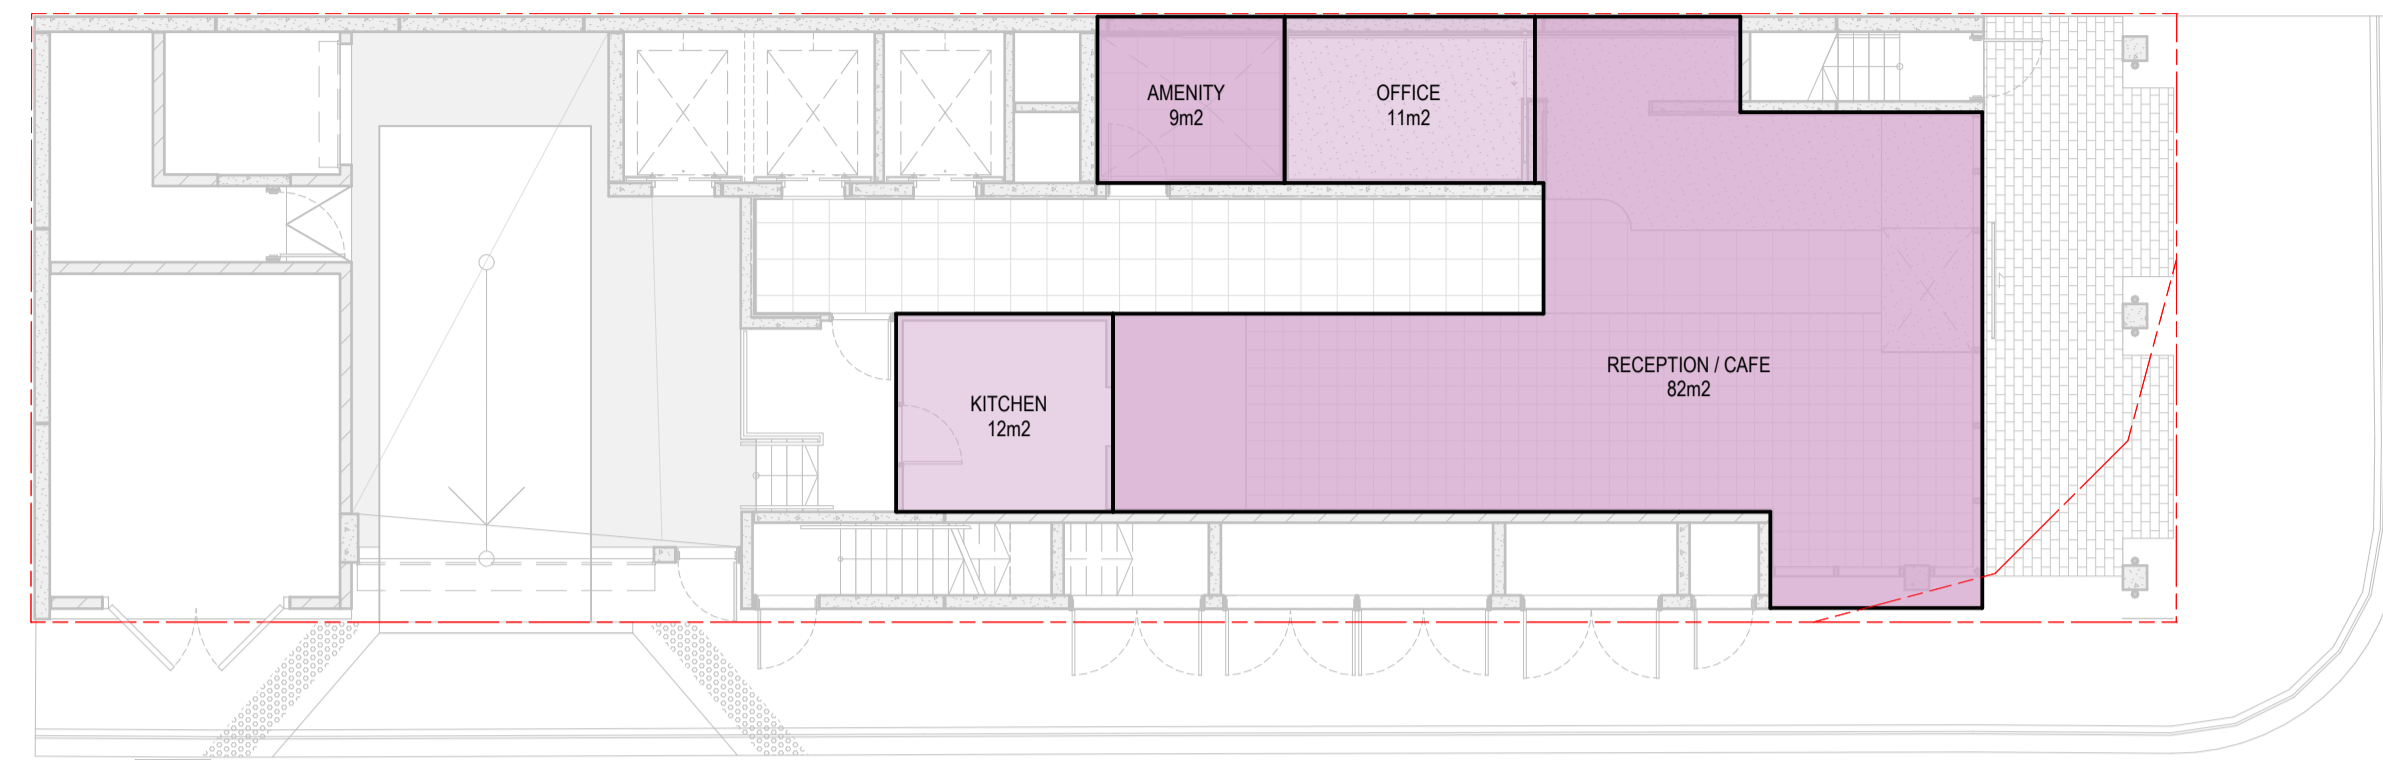 AMENITY
9m2
OFFICE
11m2
RECEPTION / CAFE
82m2
KITCHEN
12m2